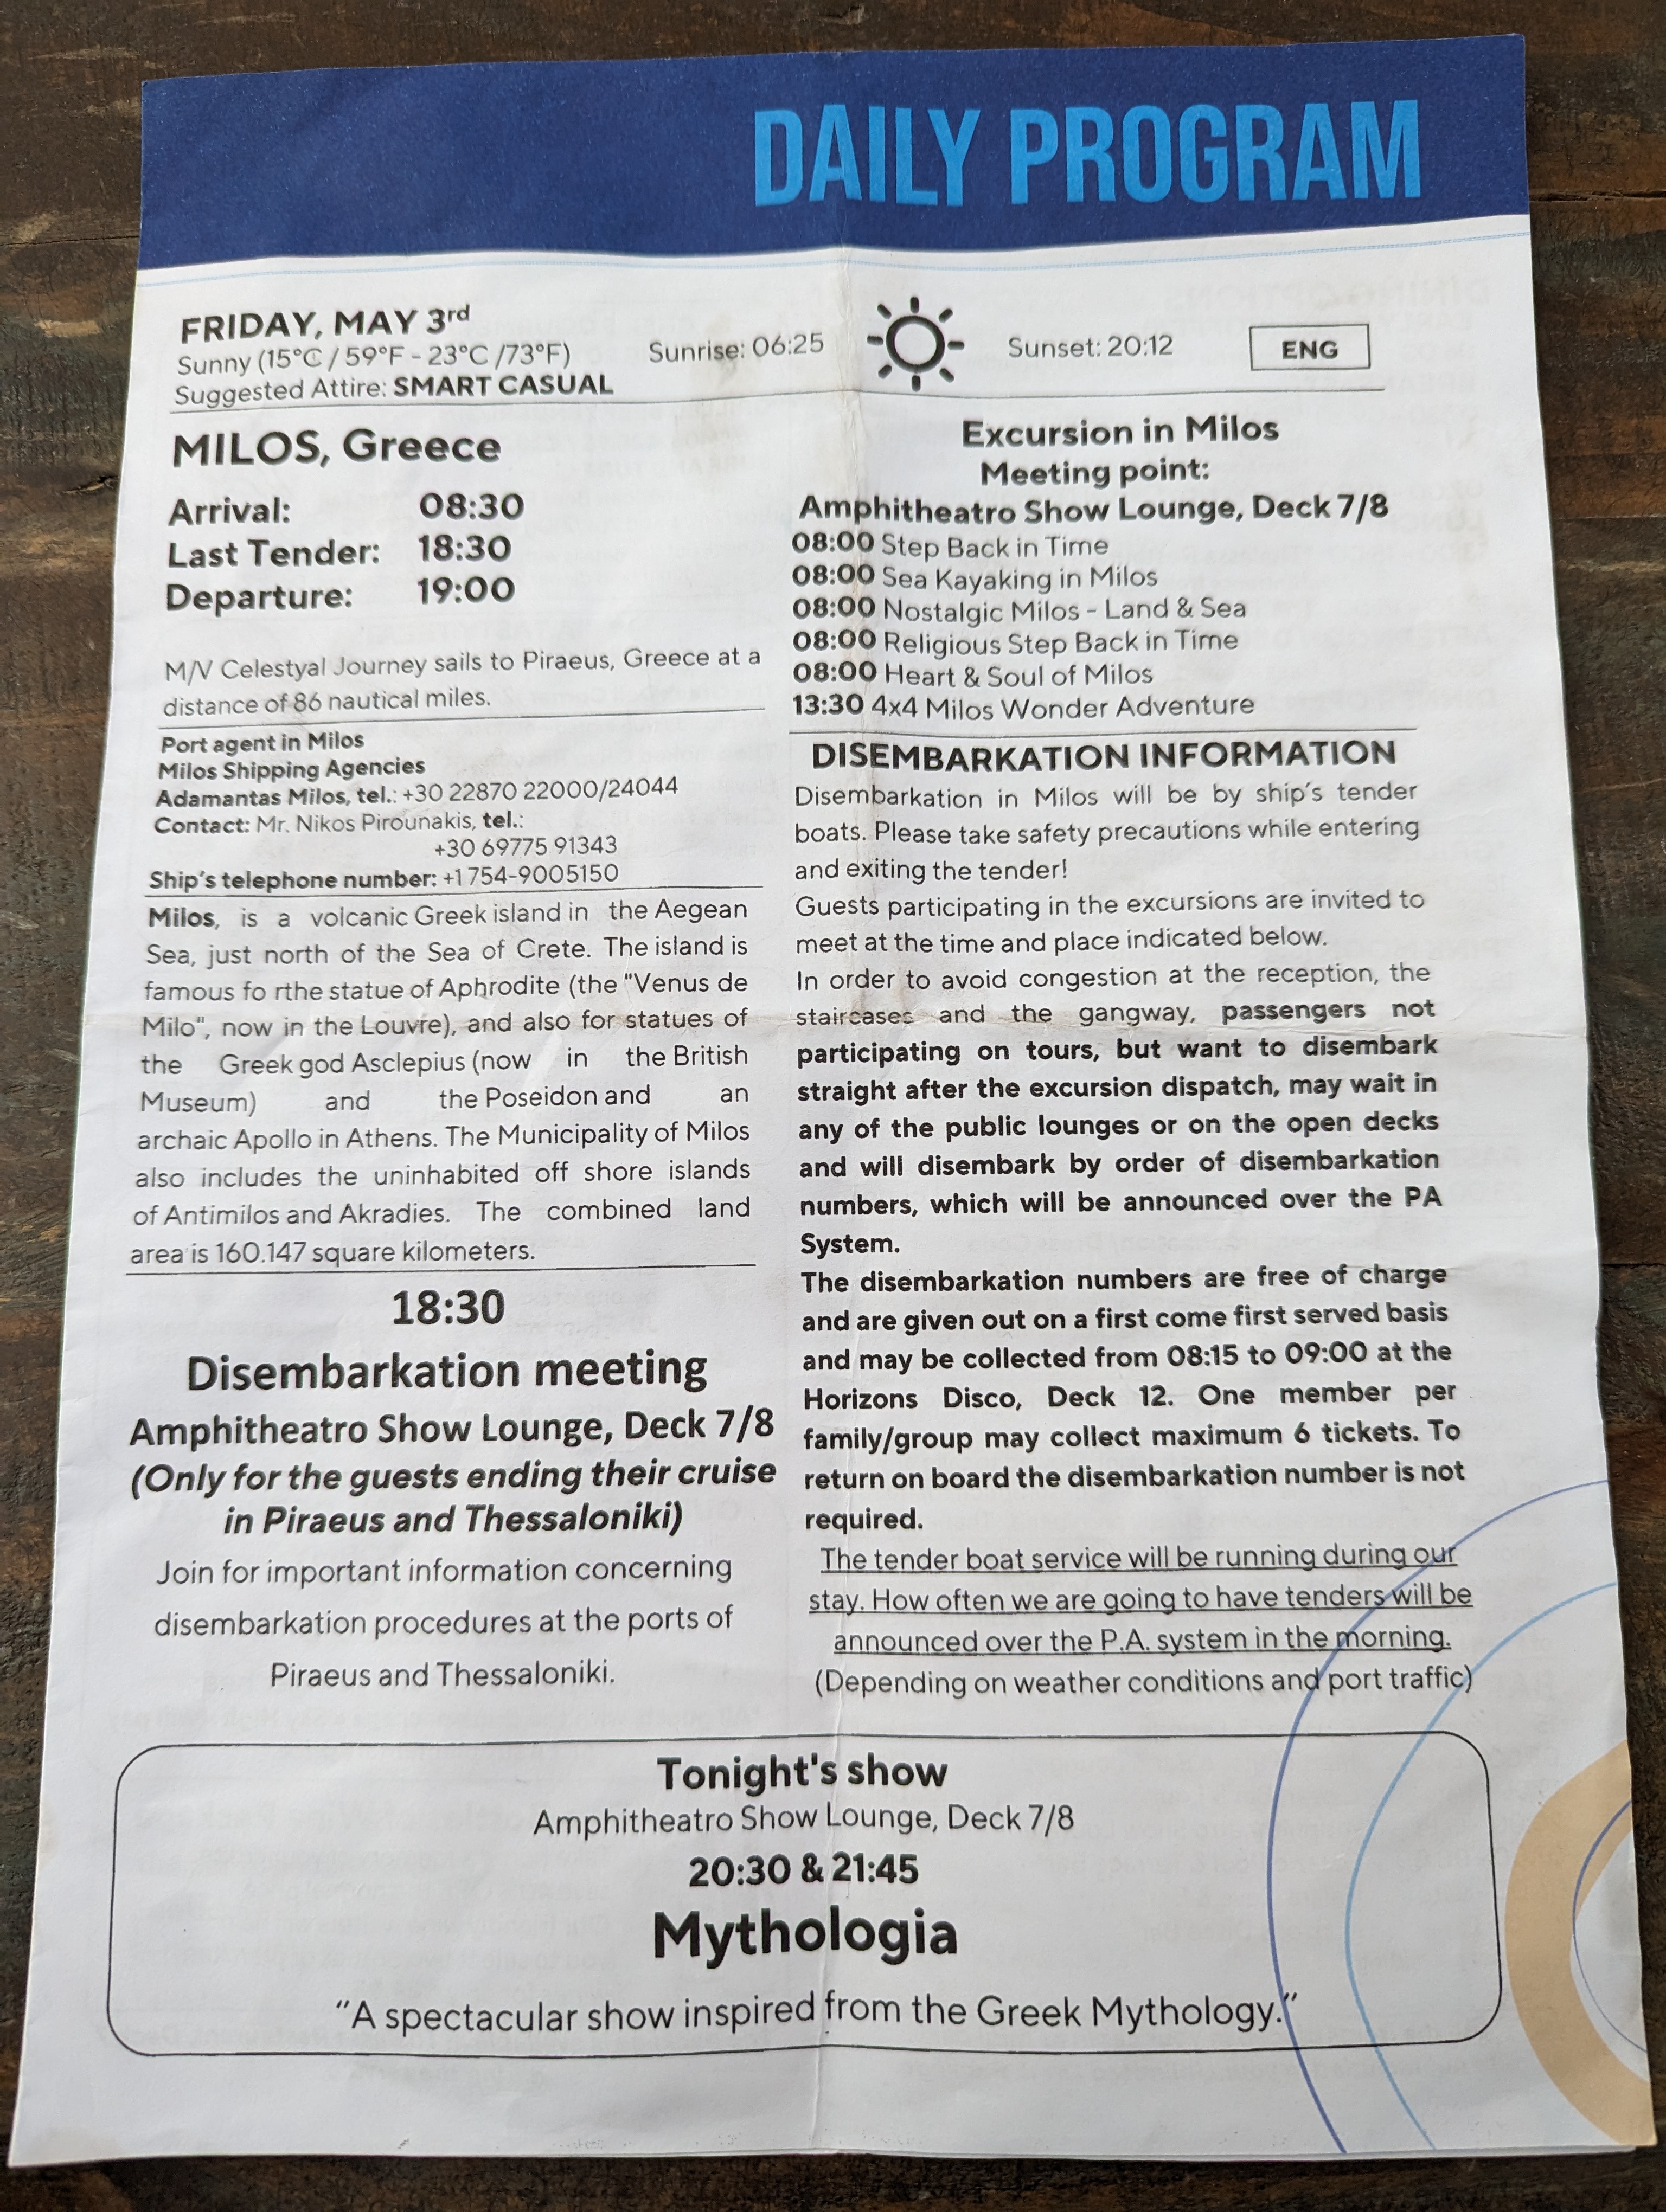 DAILY PROGRAM
FRIDAY, MAY 3rd
Sunny (15°C / 59°F - 23°C /73°F)
Suggested Attire: SMART CASUAL
Sunrise: 06:25
Sunset: 20:12
ENG
MILOS, Greece
Arrival: 08:30
Last Tender: 18:30
Departure: 19:00
M/V Celestyal Journey sails to Piraeus, Greece at a
distance of 86 nautical miles.
Port agent in Milos
Milos Shipping Agencies
Adamantas Milos, tel.: +30 22870 22000/24044
Contact: Mr. Nikos Pirounakis, tel.:
+30 69775 91343
Ship's telephone number: +1 754-9005150
Milos, is a volcanic Greek island in the Aegean
Sea, just north of the Sea of Crete. The island is
famous fo rthe statue of Aphrodite (the "Venus de
Milo", now in the Louvre), and also for statues of
the Greek god Asclepius (now in the British
Museum) and the Poseidon and an
archaic Apollo in Athens. The Municipality of Milos
also includes the uninhabited off shore islands
of Antimilos and Akradies. The combined land
area is 160.147 square kilometers.
18:30
Disembarkation meeting
Amphitheatro Show Lounge, Deck 7/8
(Only for the guests ending their cruise
in Piraeus and Thessaloniki)
Join for important information concerning
disembarkation procedures at the ports of
Piraeus and Thessaloniki.
Excursion in Milos
Meeting point:
Amphitheatro Show Lounge, Deck 7/8
08:00 Step Back in Time
08:00 Sea Kayaking in Milos
08:00 Nostalgic Milos - Land & Sea
08:00 Religious Step Back in Time
08:00 Heart & Soul of Milos
13:30 4x4 Milos Wonder Adventure
DISEMBARKATION INFORMATION
Disembarkation in Milos will be by ship's tender
boats. Please take safety precautions while entering
and exiting the tender!
Guests participating in the excursions are invited to
meet at the time and place indicated below.
In order to avoid congestion at the reception, the
staircases and the gangway, passengers not
participating on tours, but want to disembark
straight after the excursion dispatch, may wait in
any of the public lounges or on the open decks
and will disembark by order of disembarkation
numbers, which will be announced over the PA
System.
The disembarkation numbers are free of charge
and are given out on a first come first served basis
and may be collected from 08:15 to 09:00 at the
Horizons Disco, Deck 12. One member per
family/group may collect maximum 6 tickets. To
return on board the disembarkation number is not
required.
The tender boat service will be running during our
stay. How often we are going to have tenders will be
announced over the P.A. system in the morning.
(Depending on weather conditions and port traffic)
Tonight's show
Amphitheatro Show Lounge, Deck 7/8
20:30 & 21:45
Mythologia
"A spectacular show inspired from the Greek Mythology."